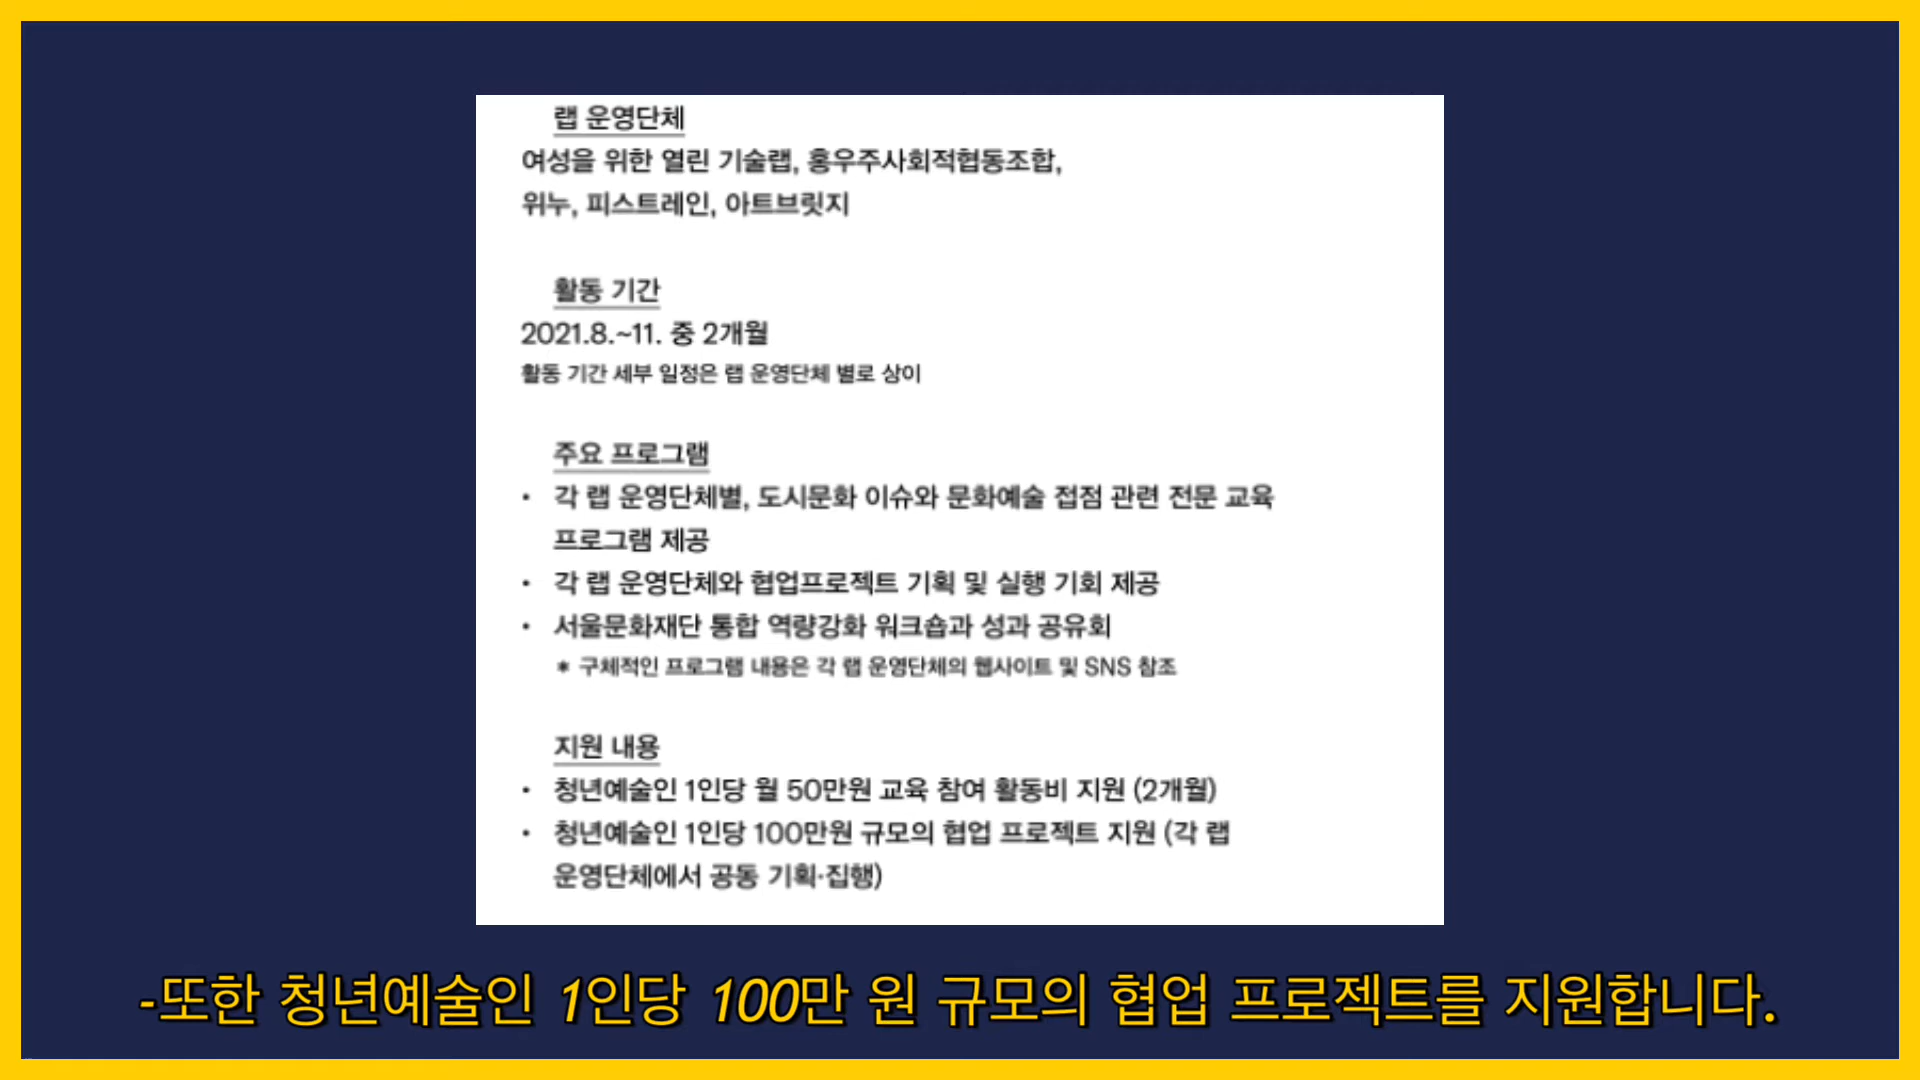 랩 운영단체
여성을 위한 열린 기술랩, 홍우주사회적협동조합,
위누, 피스트레인, 아트브릿지
활동 기간
2021.8.~11. 중 2개월
활동 기간 세부 일정은 랩 운영단체 별로 상이
주요 프로그램
• 각 랩 운영단체별, 도시문화 이슈와 문화예술 접점 관련 전문 교육
프로그램 제공
• 각 랩 운영단체와 협업프로젝트 기획 및 실행 기회 제공
• 서울문화재단 통합 역량강화 워크숍과 성과 공유회
* 구체적인 프로그램 내용은 각 랩 운영단체의 웹사이트 및 SNS 참조
지원 내용
• 청년예술인 1인당 월 50만원 교육 참여 활동비 지원 (2개월)
• 청년예술인 1인당 100만원 규모의 협업 프로젝트 지원 (각 랩
운영단체에서 공동 기획·집행)
-또한 청년예술인 1인당 100만 원 규모의 협업 프로젝트를 지원합니다.